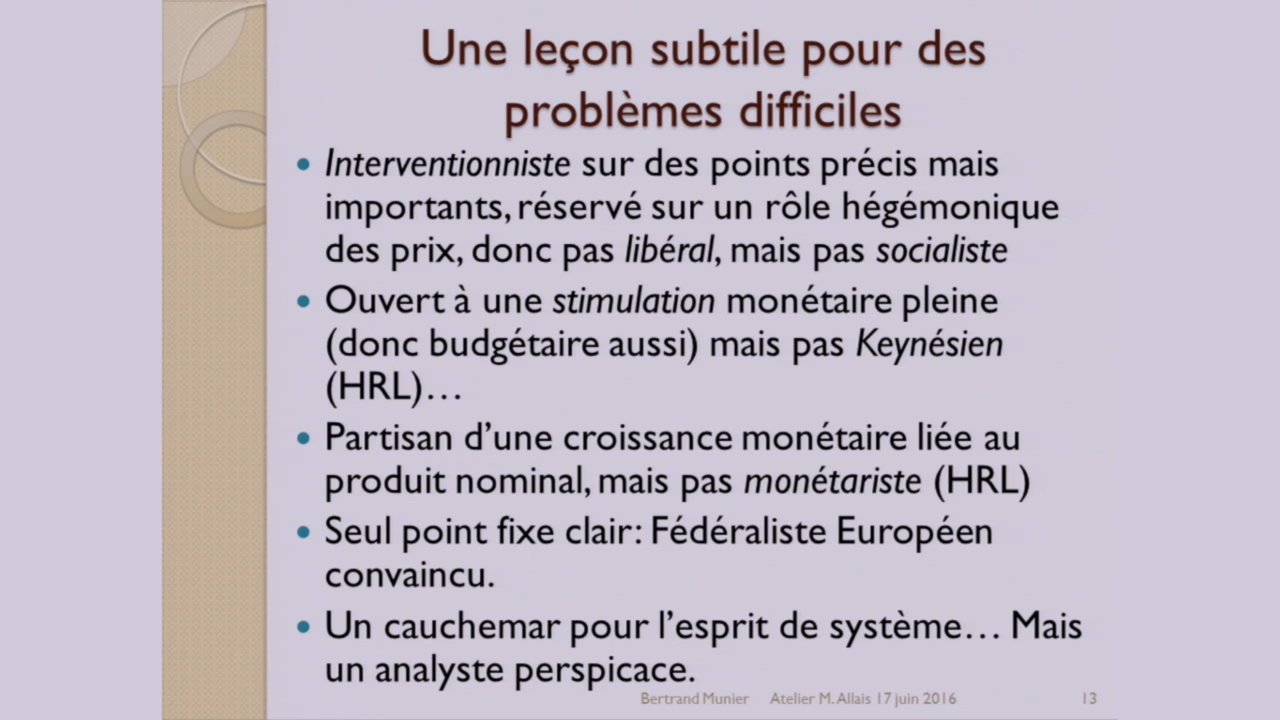 Une leçon subtile pour des
problèmes difficiles
• Interventionniste sur des points précis mais
importants, réservé sur un rôle hégémonique
des prix, donc pas libéral, mais pas socialiste
• Ouvert à une stimulation monétaire pleine
(donc budgétaire aussi) mais pas Keynésien
(HRL)…
• Partisan d’une croissance monétaire liée au
produit nominal, mais pas monétariste (HRL)
• Seul point fixe clair: Fédéraliste Européen
convaincu.
• Un cauchemar pour l’esprit de système… Mais
un analyste perspicace.
Bertrand Munier Atelier M. Allais 17 juin 2016 13